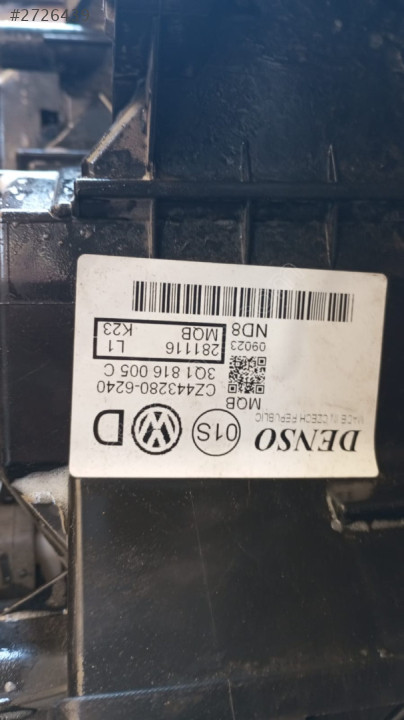 #27264
DENSO
MADE IN CZECH REPUBLIC
01S
D
MQB
CZ443280-6240
3Q1 816 005 C
09023
281116 L1
MQB K23
ND8